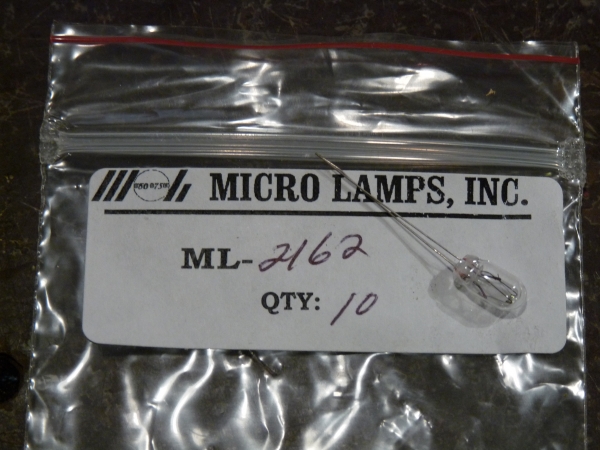 MICRO LAMPS, INC.
ML-2162
QTY: 10